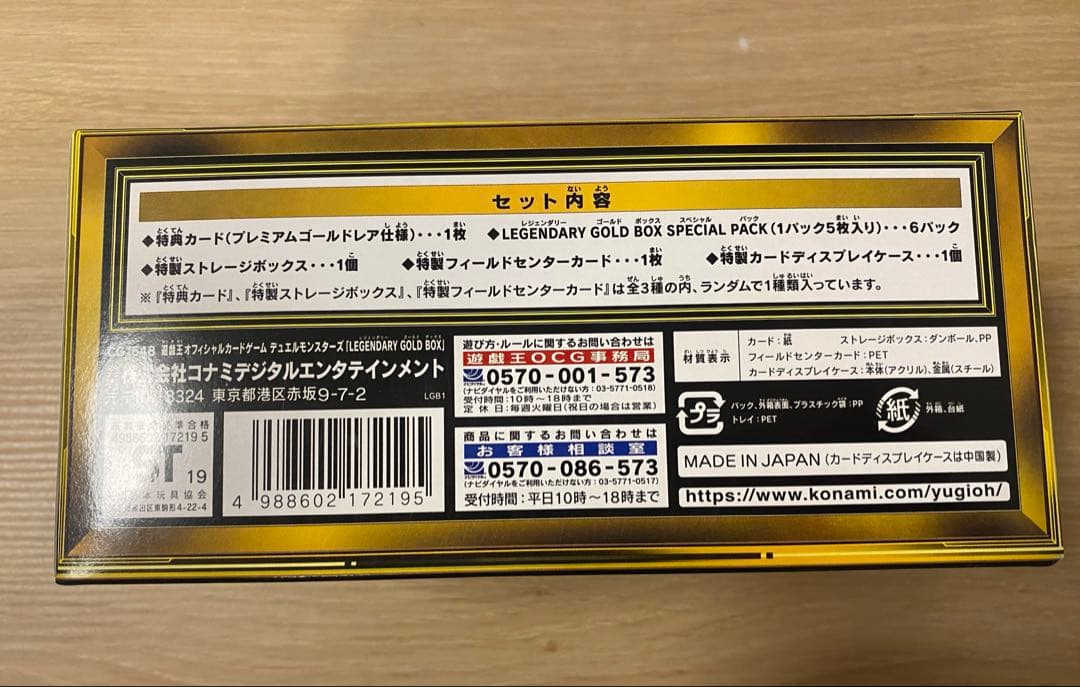 セット内容
◆特典カード(プレミアムゴールドレア仕様)・・・1枚 ◆LEGENDARY GOLD BOX SPECIAL PACK(1パック5枚入り)・・・6パック
◆特製ストレージボックス・・・1個 ◆特製フィールドセンターカード・・・1枚 ◆特製カードディスプレイケース・・・1個
※『特典カード』、『特製ストレージボックス』、『特製フィールドセンターカード』は全3種の内、ランダムで1種類入っています。
CG1648 遊戯王オフィシャルカードゲーム デュエルモンスターズ「LEGENDARY GOLD BOX」
会社コナミデジタルエンタテインメント
8324 東京都港区赤坂9-7-2 LGB1
準合格
4988602172195
ST 19
本玩具協会
区東駒形4-22-4
4 988602 172195
遊び方・ルールに関するお問い合わせは
遊戯王OCG事務局
0570-001-573
(ナビダイヤルをご利用いただけない方:03-5771-0518)
受付時間:10時〜18時まで
定休日:毎週火曜日(祝日の場合は営業)
商品に関するお問い合わせは
お客様相談室
0570-086-573
(ナビダイヤルをご利用いただけない方:03-5771-0517)
受付時間:平日10時〜18時まで
材質表示
カード:紙 ストレージボックス:ダンボール、PP
フィールドセンターカード:PET
カードディスプレイケース:本体(アクリル)、金属(スチール)
プラ
パック、外箱表面、プラスチック袋:PP
トレイ:PET
紙
外箱、台紙
MADE IN JAPAN(カードディスプレイケースは中国製)
https://www.konami.com/yugioh/